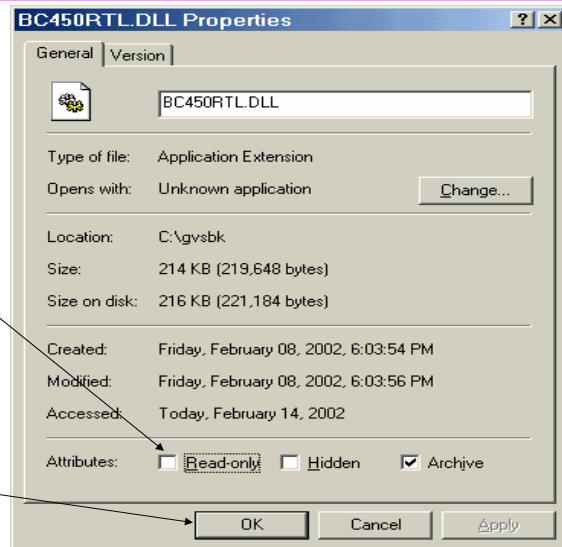 BC450RTL.DLL Properties
General Version
BC450RTL.DLL
Type of file: Application Extension
Opens with: Unknown application Change...
Location: C:\gvsbk
Size: 214 KB (219,648 bytes)
Size on disk: 216 KB (221,184 bytes)
Created: Friday, February 08, 2002, 6:03:54 PM
Modified: Friday, February 08, 2002, 6:03:56 PM
Accessed: Today, February 14, 2002
Attributes: Read-only Hidden Archive
OK Cancel Apply